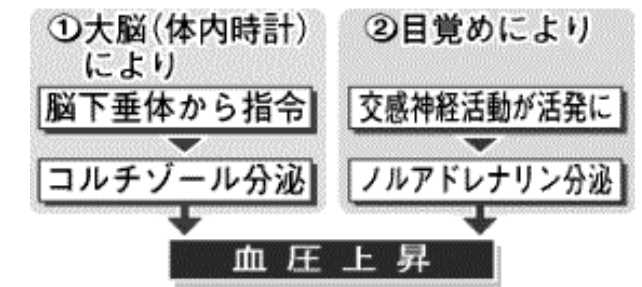 ①大脳(体内時計)
により
脳下垂体から指令
コルチゾール分泌
②目覚めにより
交感神経活動が活発に
ノルアドレナリン分泌
血圧上昇